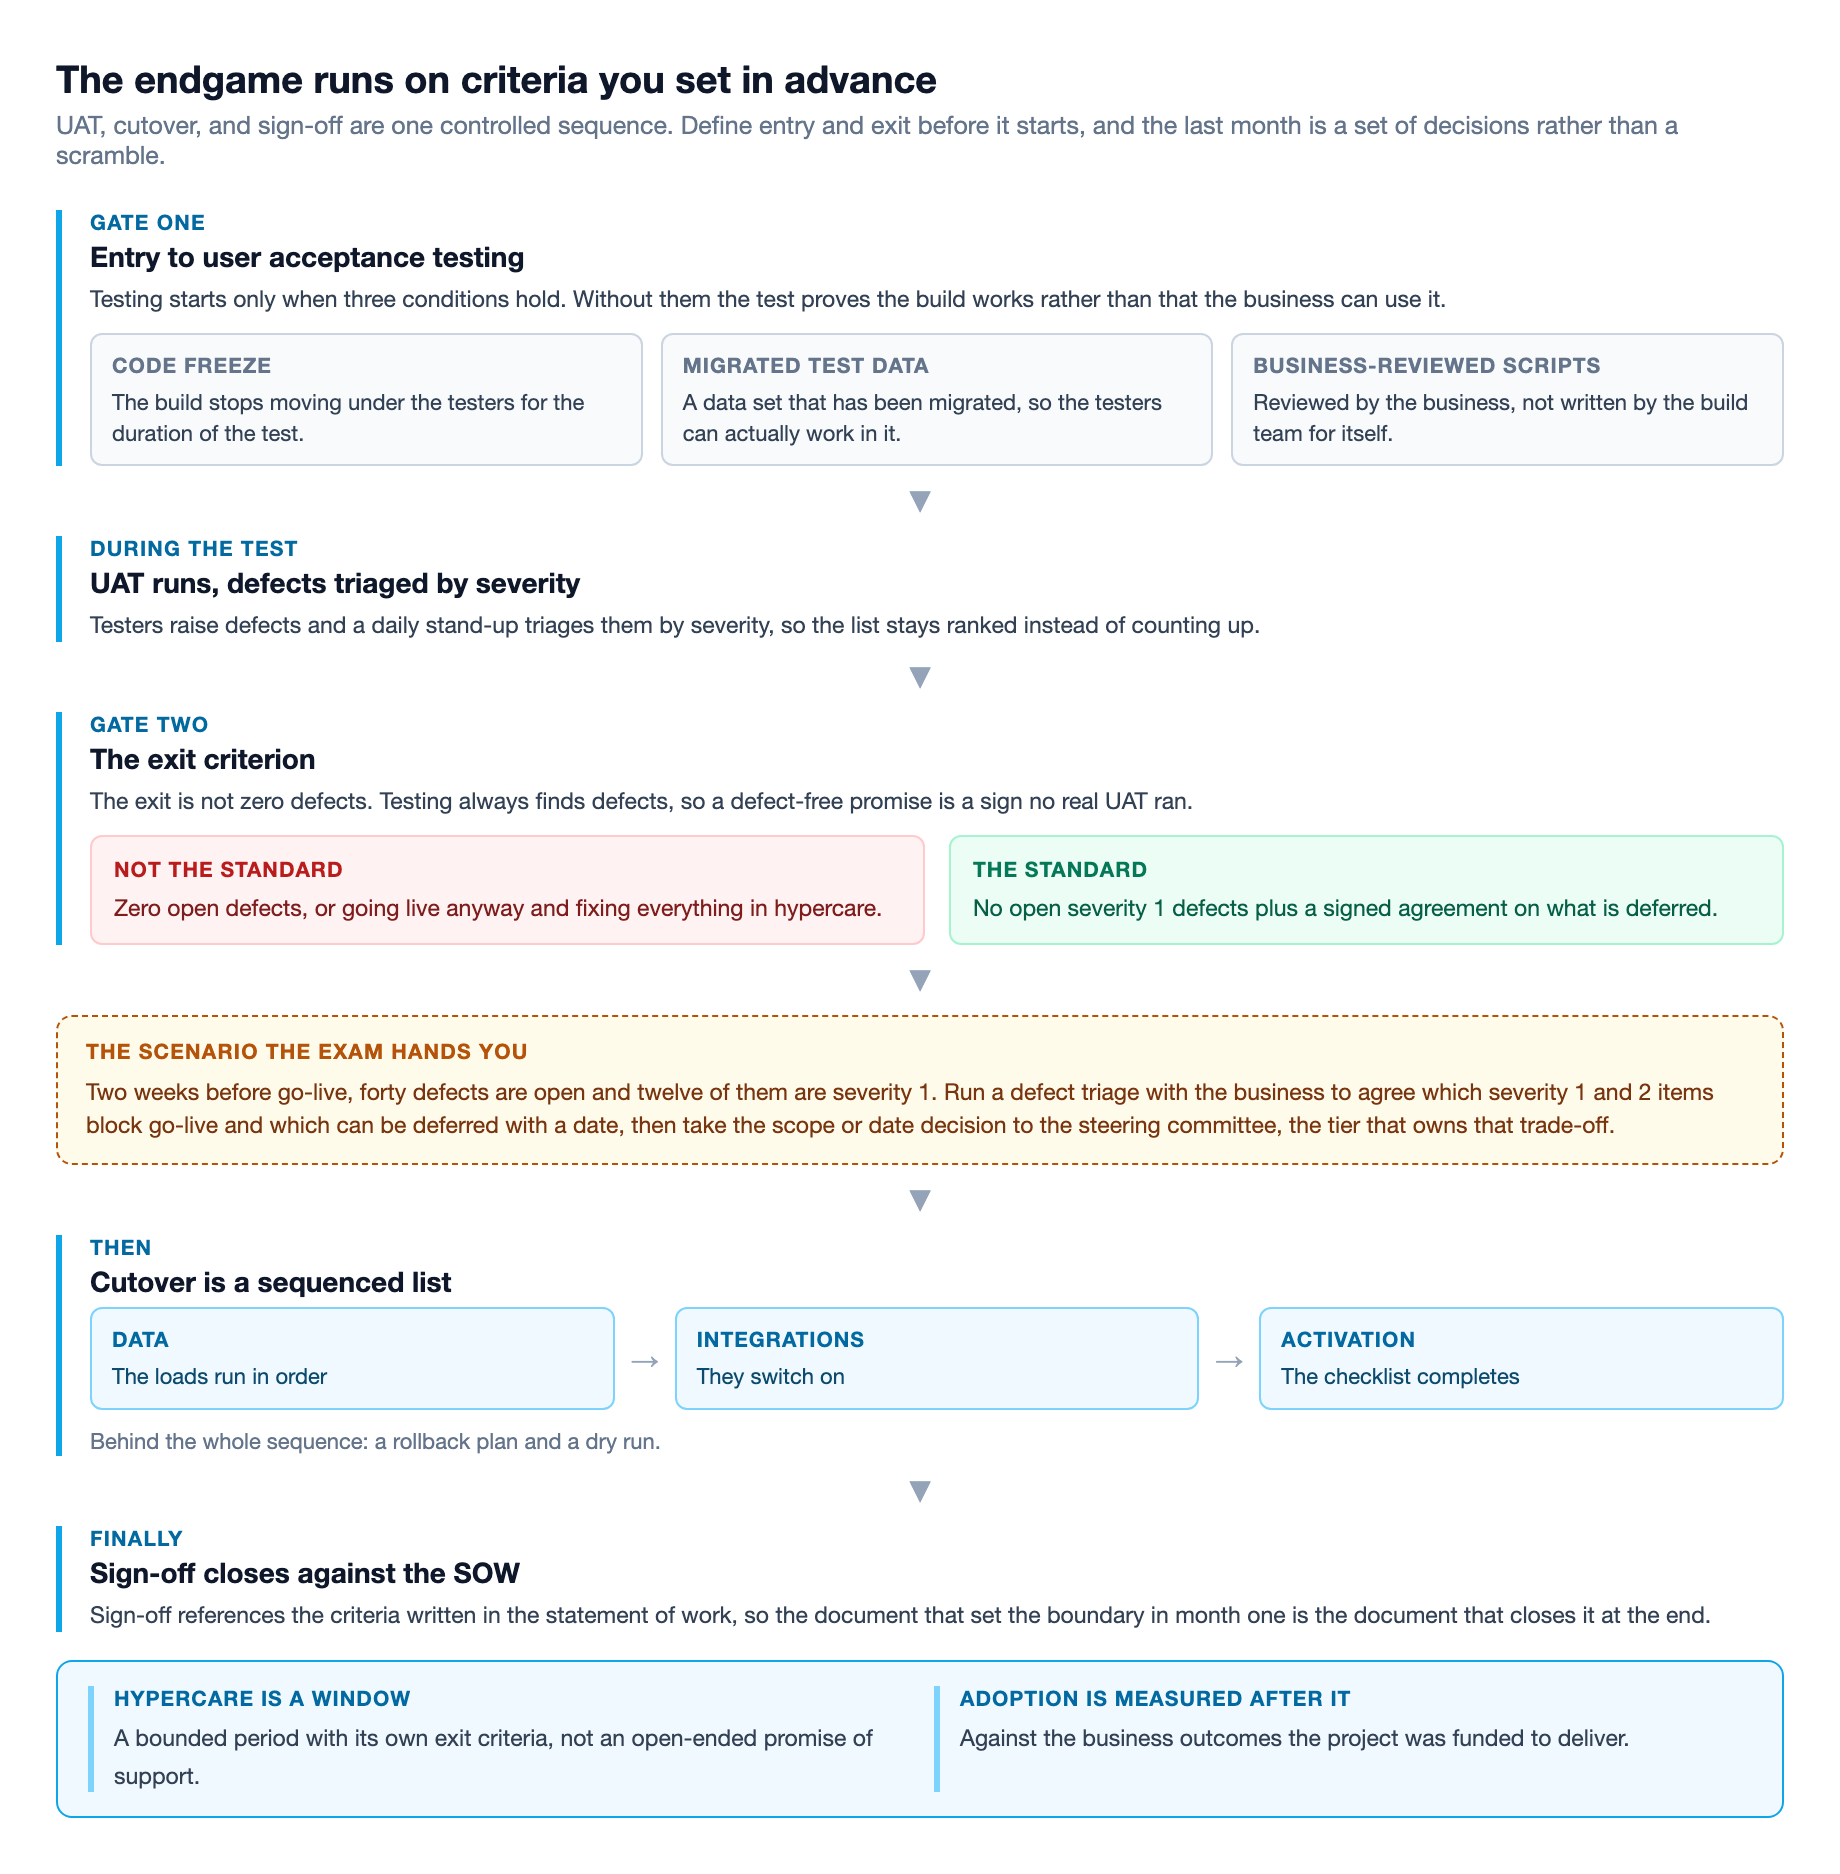 The endgame runs on criteria you set in advance
UAT, cutover, and sign-off are one controlled sequence. Define entry and exit before it starts, and the last month is a set of decisions rather than a
scramble.
GATE ONE
Entry to user acceptance testing
Testing starts only when three conditions hold. Without them the test proves the build works rather than that the business can use it.
CODE FREEZE
The build stops moving under the testers for the
duration of the test.
MIGRATED TEST DATA
A data set that has been migrated, so the testers
can actually work in it.
BUSINESS-REVIEWED SCRIPTS
Reviewed by the business, not written by the build
team for itself.
DURING THE TEST
UAT runs, defects triaged by severity
Testers raise defects and a daily stand-up triages them by severity, so the list stays ranked instead of counting up.
GATE TWO
The exit criterion
The exit is not zero defects. Testing always finds defects, so a defect-free promise is a sign no real UAT ran.
NOT THE STANDARD
Zero open defects, or going live anyway and fixing everything in hypercare.
THE STANDARD
No open severity 1 defects plus a signed agreement on what is deferred.
THE SCENARIO THE EXAM HANDS YOU
Two weeks before go-live, forty defects are open and twelve of them are severity 1. Run a defect triage with the business to agree which severity 1 and 2 items
block go-live and which can be deferred with a date, then take the scope or date decision to the steering committee, the tier that owns that trade-off.
THEN
Cutover is a sequenced list
DATA
The loads run in order
→
INTEGRATIONS
They switch on
→
ACTIVATION
The checklist completes
Behind the whole sequence: a rollback plan and a dry run.
FINALLY
Sign-off closes against the SOW
Sign-off references the criteria written in the statement of work, so the document that set the boundary in month one is the document that closes it at the end.
HYPERCARE IS A WINDOW
A bounded period with its own exit criteria, not an open-ended promise of
support.
ADOPTION IS MEASURED AFTER IT
Against the business outcomes the project was funded to deliver.